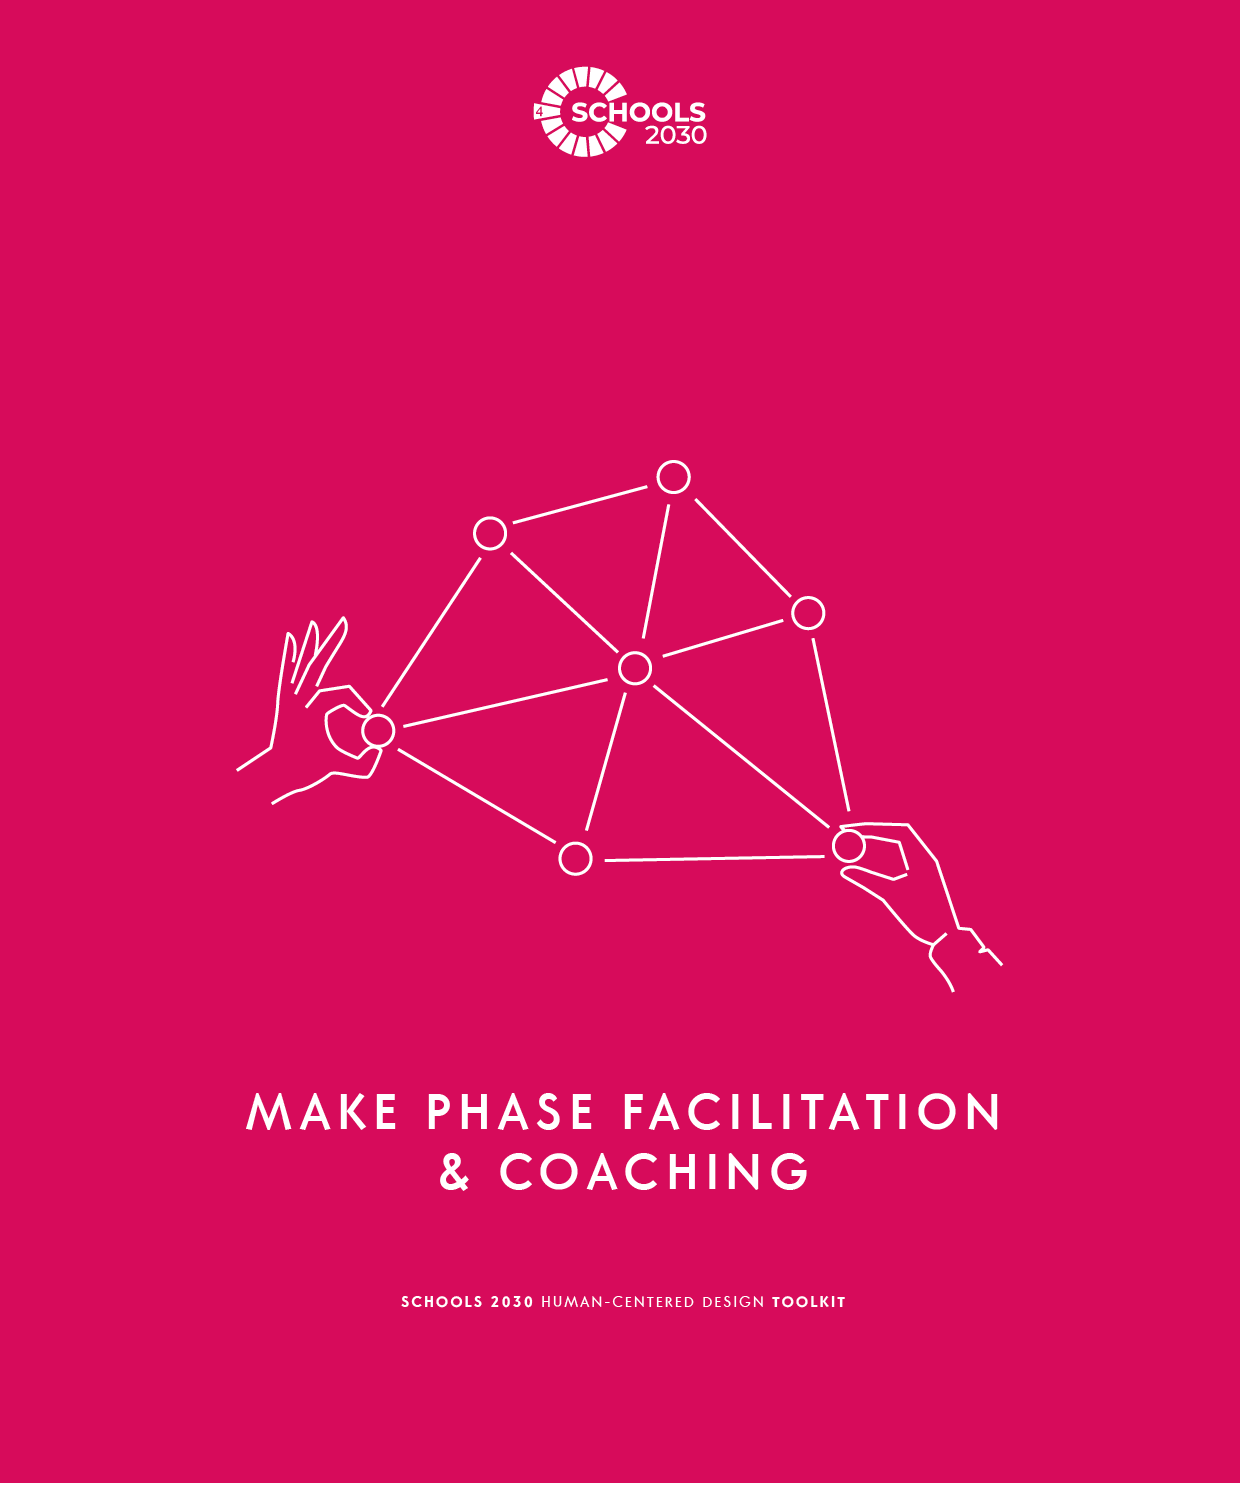 4 SCHOOLS
2030
MAKE PHASE FACILITATION
& COACHING
SCHOOLS 2030 HUMAN-CENTERED DESIGN TOOLKIT